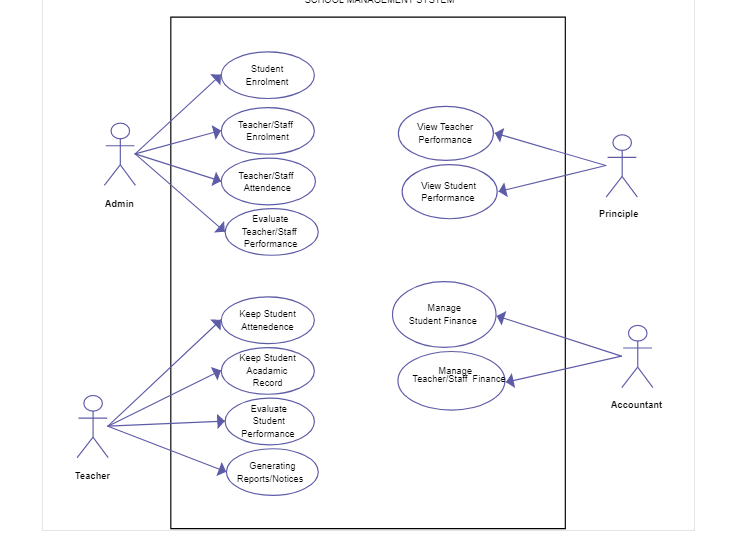 SCHOOL MANAGEMENT SYSTEM
Student
Enrolment
Teacher/Staff
Enrolment
Teacher/Staff
Attendence
Evaluate
Teacher/Staff
Performance
Admin
View Teacher
Performance
View Student
Performance
Principle
Keep Student
Attenedence
Keep Student
Acadamic
Record
Evaluate
Student
Performance
Generating
Reports/Notices
Teacher
Manage
Student Finance
Manage
Teacher/Staff Finance
Accountant